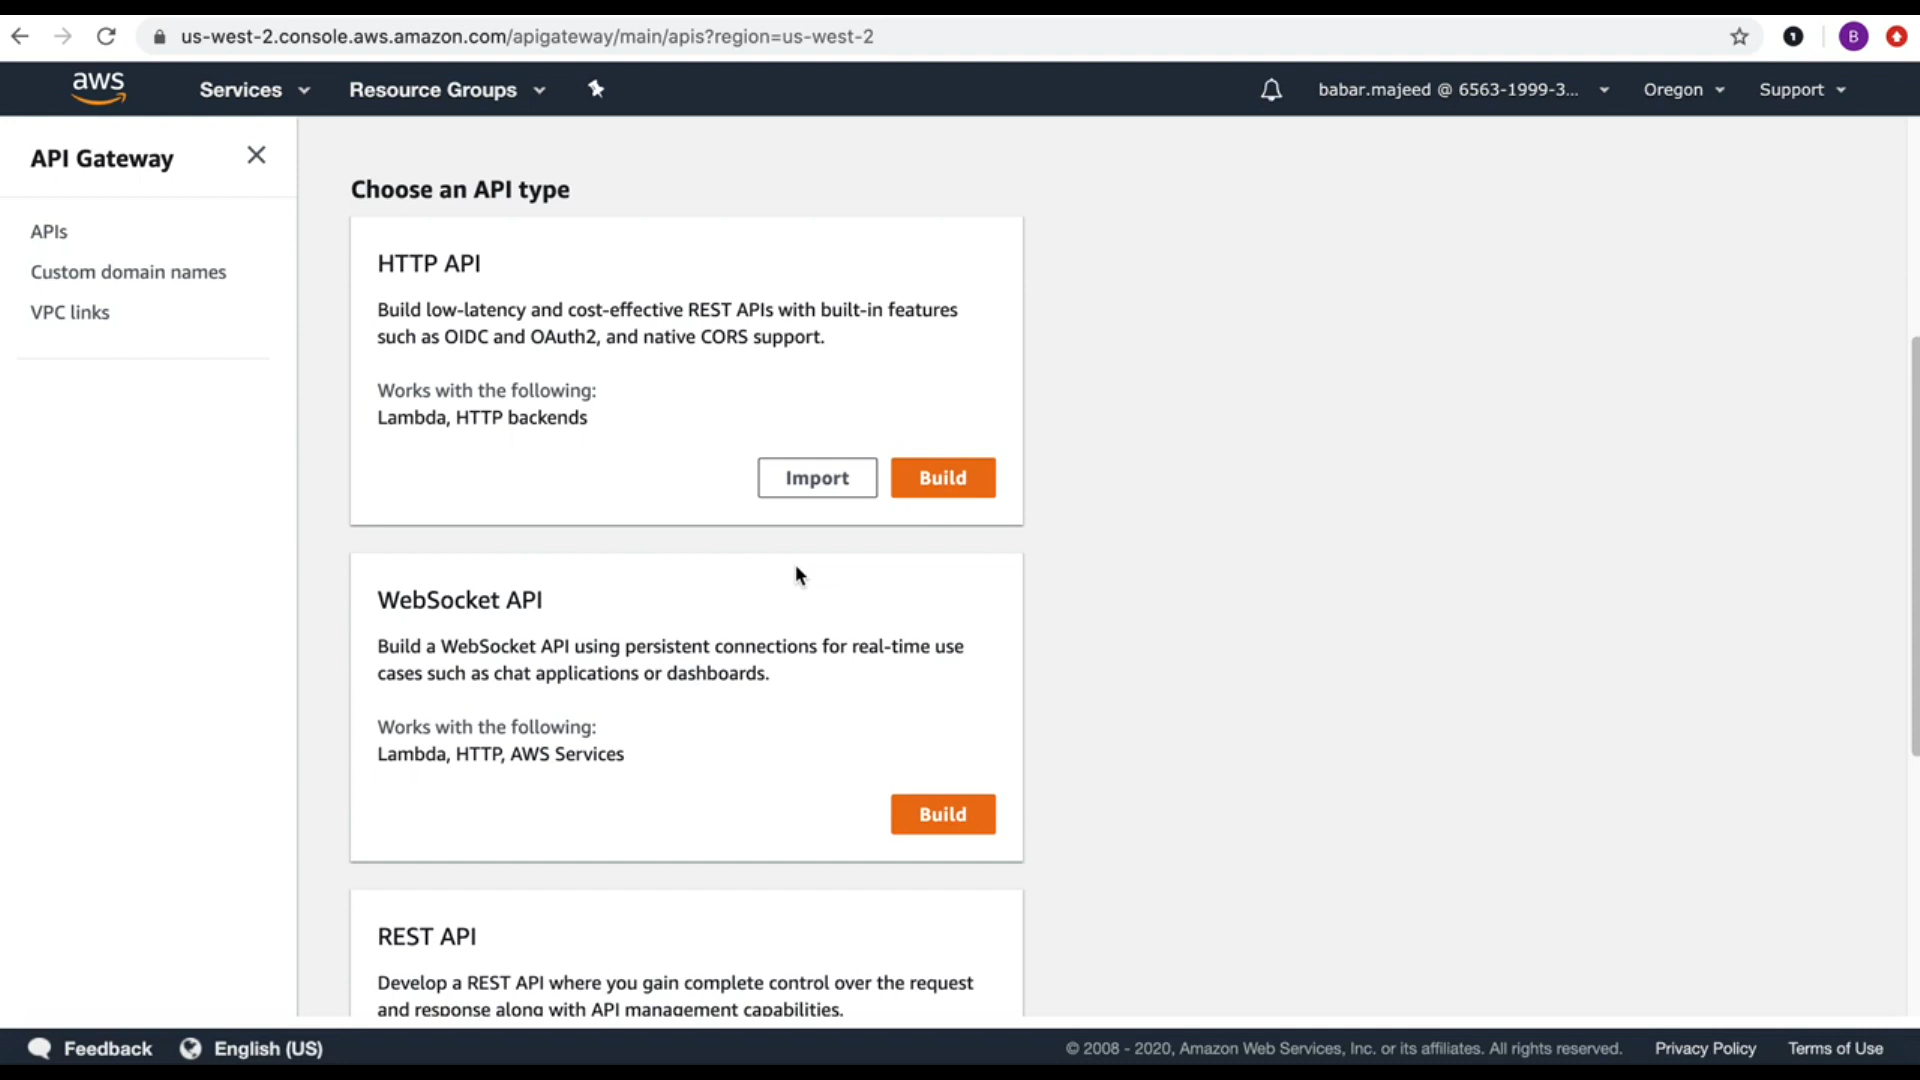 us-west-2.console.aws.amazon.com/apigateway/main/apis?region=us-west-2
B
aws
Services
Resource Groups
babar.majeed @ 6563-1999-3...
Oregon
Support
API Gateway
APIs
Custom domain names
VPC links
Choose an API type
HTTP API
Build low-latency and cost-effective REST APIs with built-in features
such as OIDC and OAuth2, and native CORS support.
Works with the following:
Lambda, HTTP backends
Import
Build
WebSocket API
Build a WebSocket API using persistent connections for real-time use
cases such as chat applications or dashboards.
Works with the following:
Lambda, HTTP, AWS Services
Build
REST API
Develop a REST API where you gain complete control over the request
and response along with API management capabilities.
Feedback
English (US)
© 2008 - 2020, Amazon Web Services, Inc. or its affiliates. All rights reserved.
Privacy Policy
Terms of Use